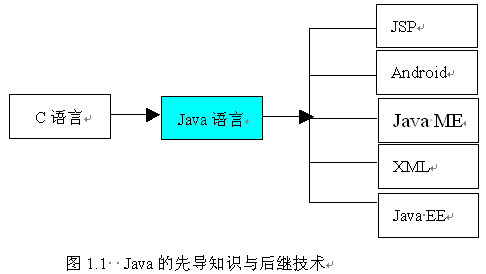 JSP
Android
C 语言
Java 语言
Java ME
XML
Java EE
图 1.1 Java 的先导知识与后继技术